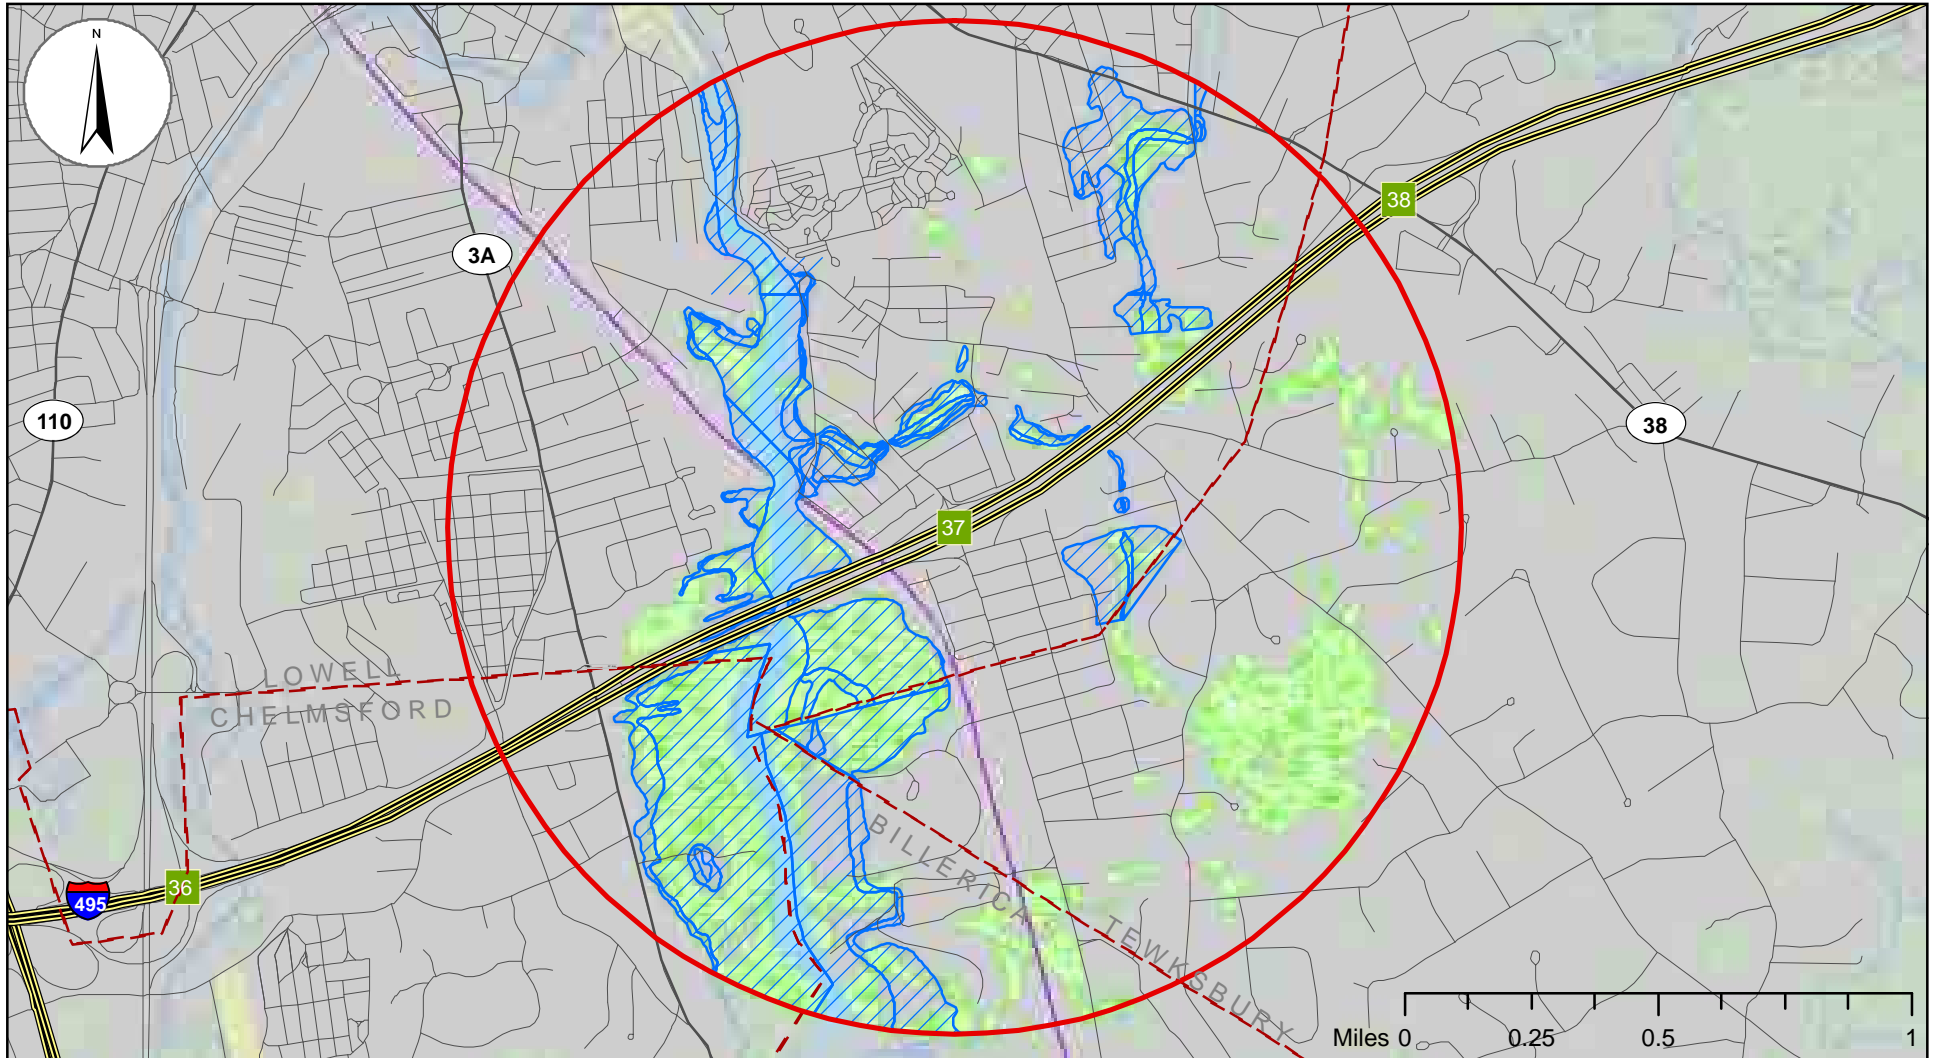 N
38
3A
110
38
37
LOWELL
CHELMSFORD
BILLERICA
36
495
TEWKSBURY
Miles 0 0.25 0.5 1